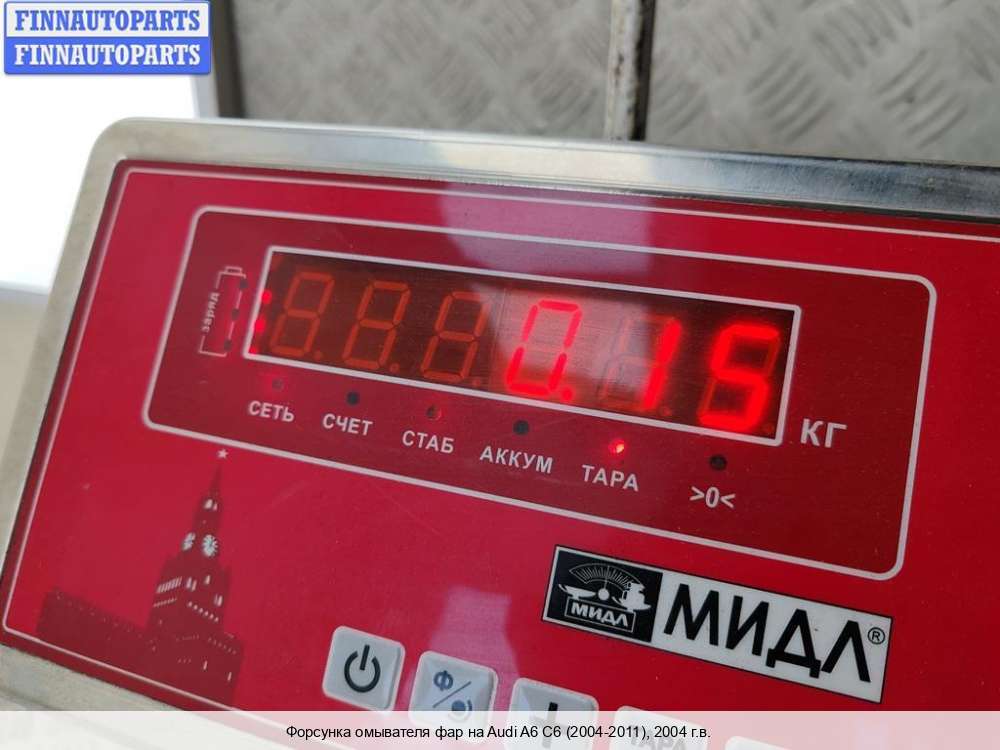 FINNAUTOPARTS
FINNAUTOPARTS
заряд
0.15
КГ
СЕТЬ СЧЕТ СТАБ АККУМ ТАРА >0<
МИДЛ МИДЛ®
Ф
+
ТАРА
Форсунка омывателя фар на Audi A6 C6 (2004-2011), 2004 г.в.